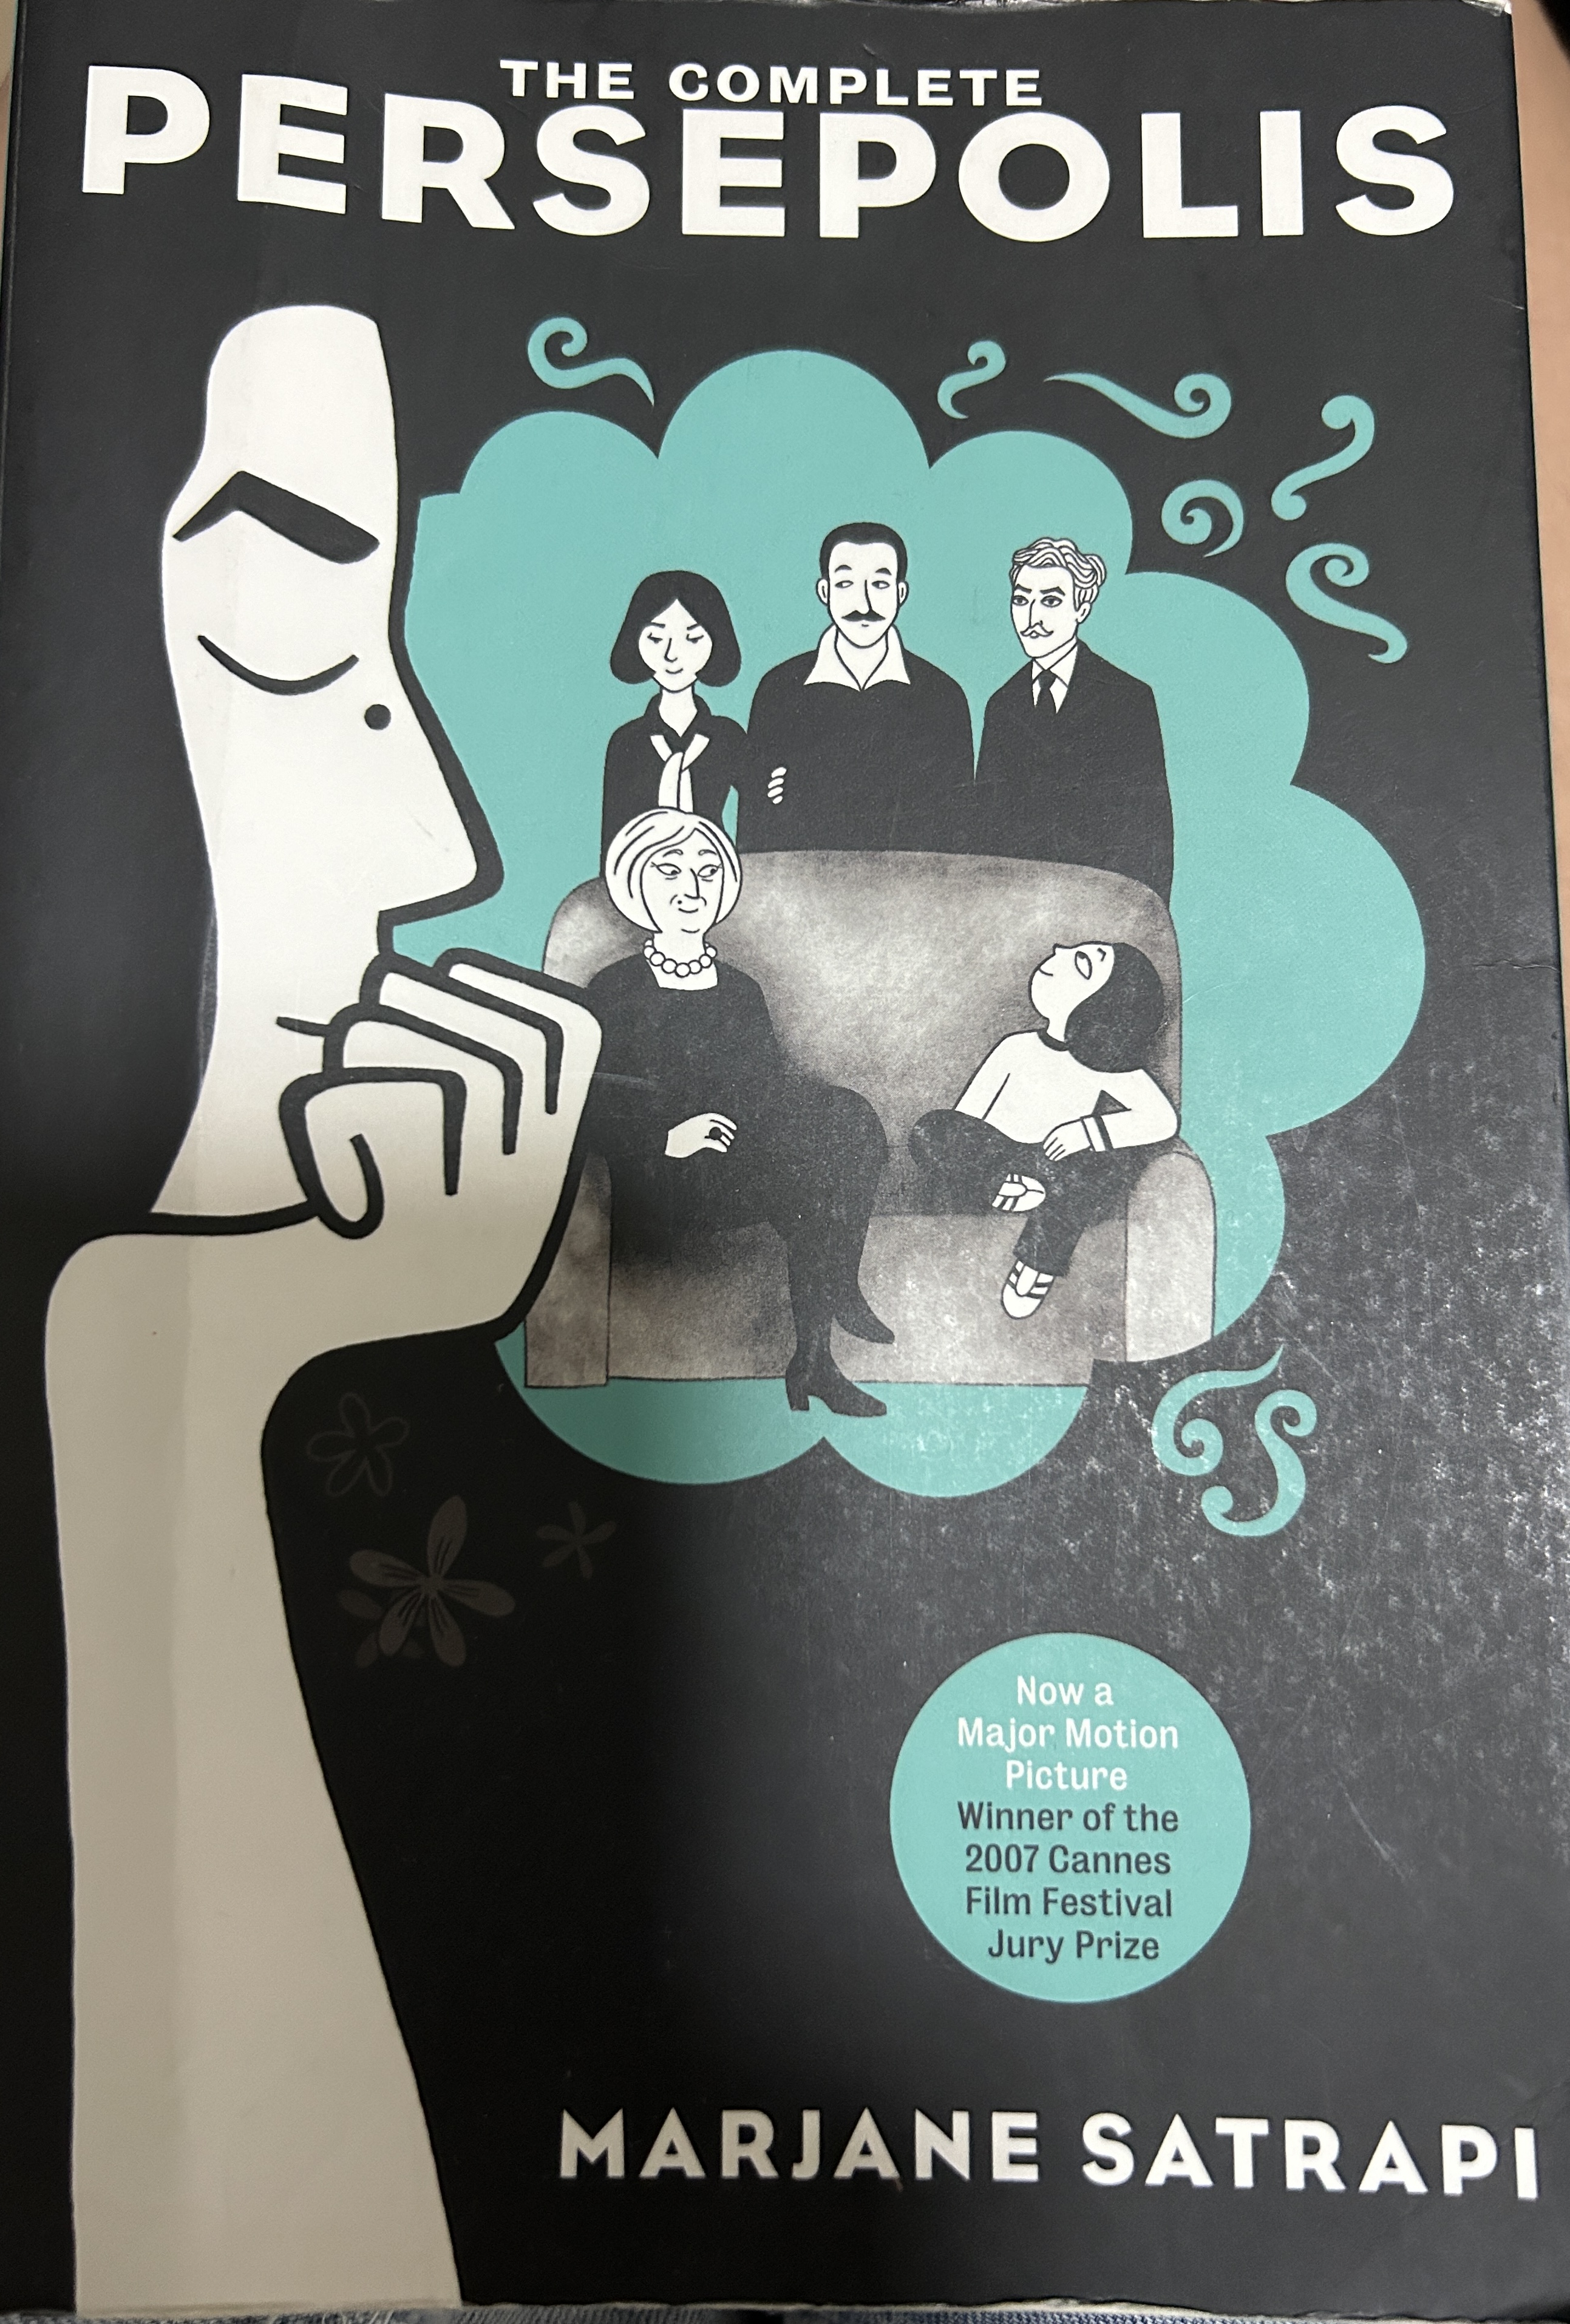 THE COMPLETE
PERSEPOLIS
Now a
Major Motion
Picture
Winner of the
2007 Cannes
Film Festival
Jury Prize
MARJANE SATRAPI